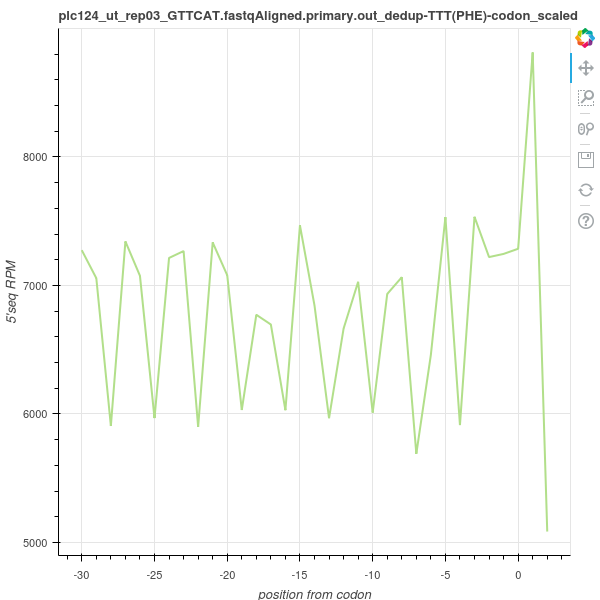 plc124_ut_rep03_GTTCAT.fastqAligned.primary.out_dedup-TTT(PHE)-codon_scaled
8000
7000
6000
5000
5'seq RPM
-30 -25 -20 -15 -10 -5 0
position from codon